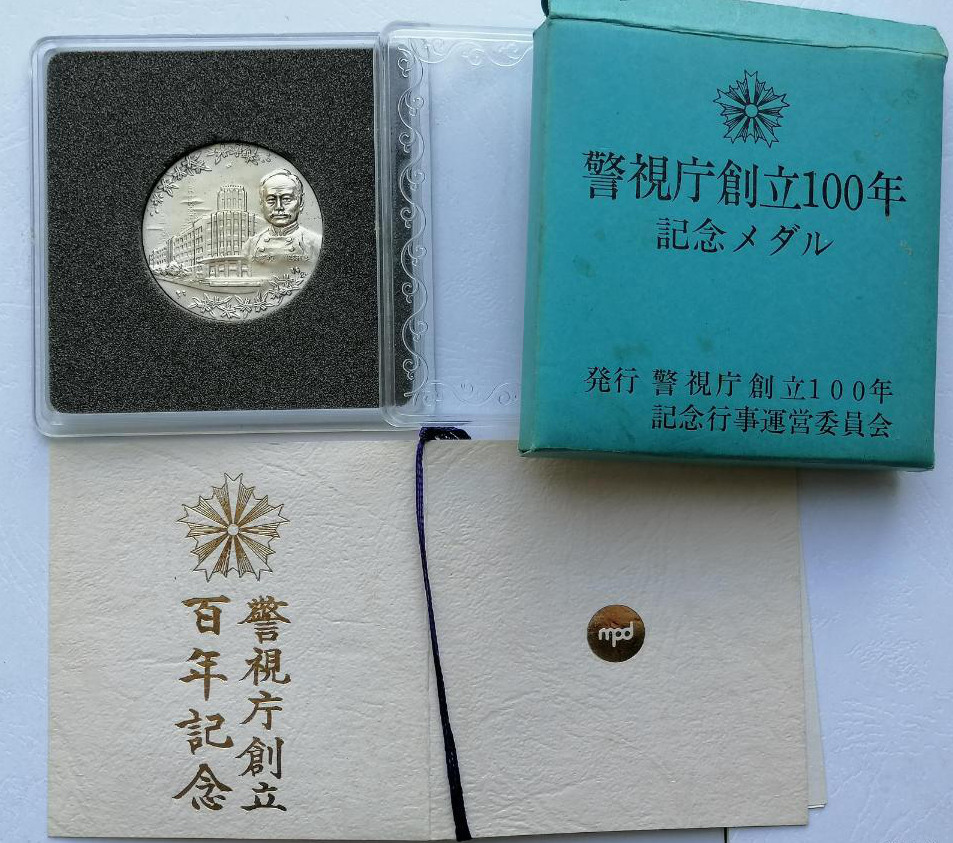 警視庁創立100年
記念メダル
発行 警視庁創立100年
記念行事運営委員会
警視庁創立
百年記念
mpd